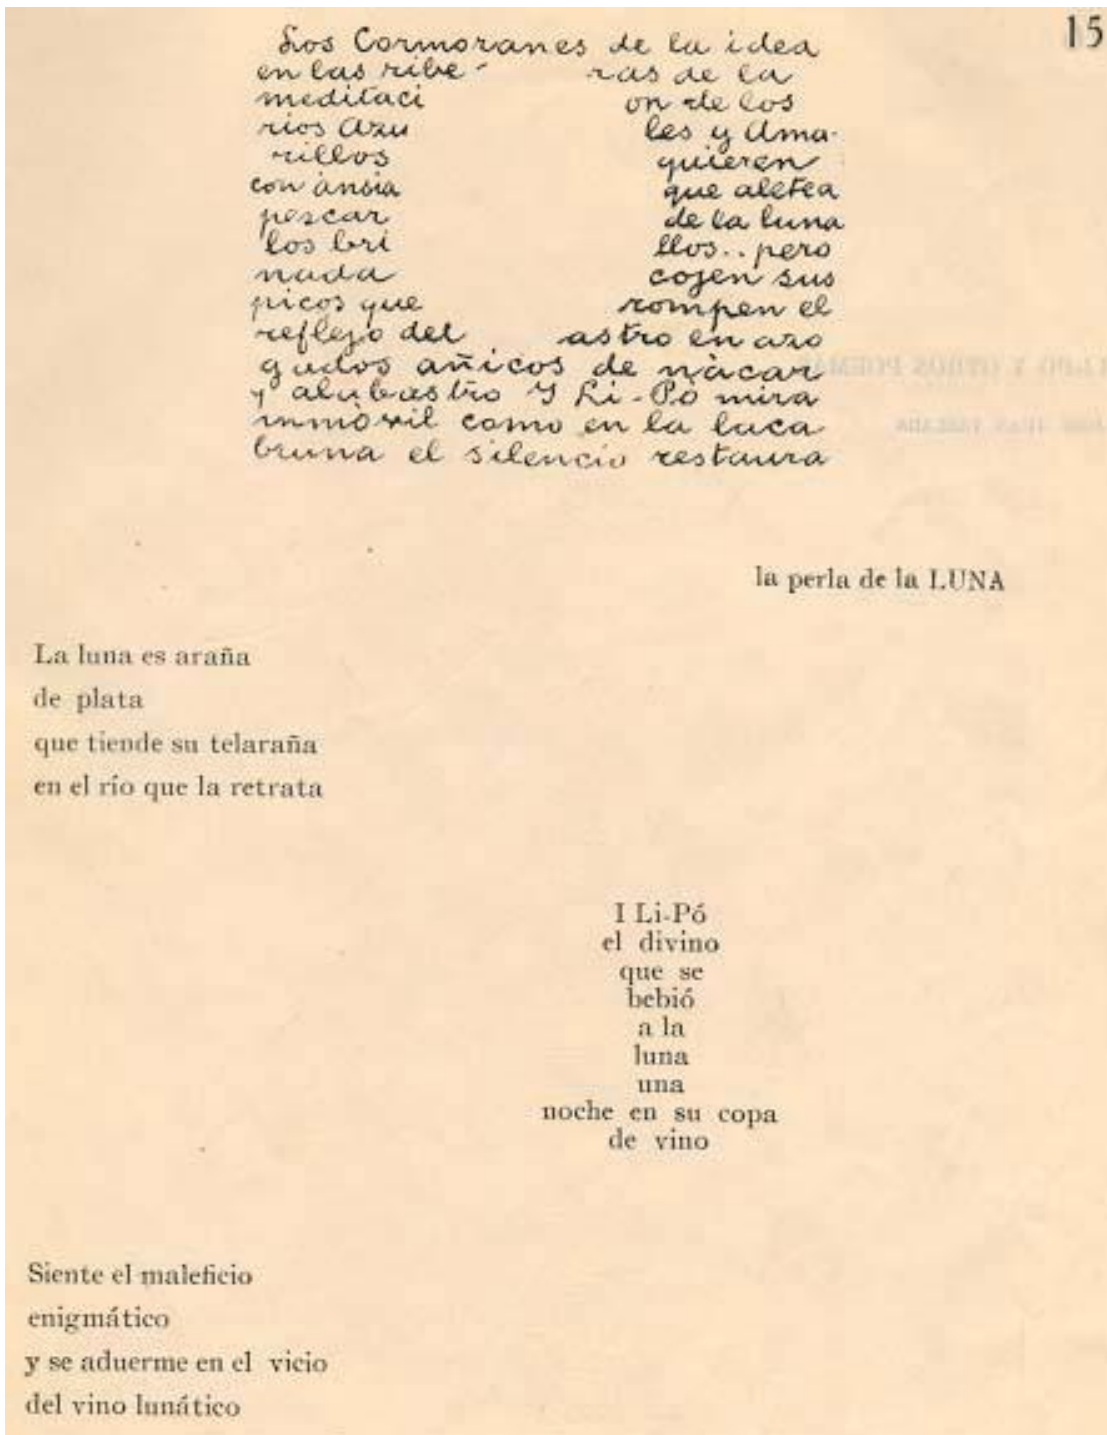 15
Los Cormoranes de la idea
en las ribe- ras de la
meditaci on de los
rios Azu les y Ama-
rillos quieren
con ànsia que aletea
pescar de la luna
los bri llos.. pero
nada cojen sus
picos que rompen el
reflejo del astro en azo
gados añicos de nàcar
y alabastro Y Li-Pò mira
inmòvil como en la laca
bruna el silencio restaura
la perla de la LUNA
La luna es araña
de plata
que tiende su telaraña
en el río que la retrata
I Li-Pó
el divino
que se
bebió
a la
luna
una
noche en su copa
de vino
Siente el maleficio
enigmático
y se aduerme en el vicio
del vino lunático